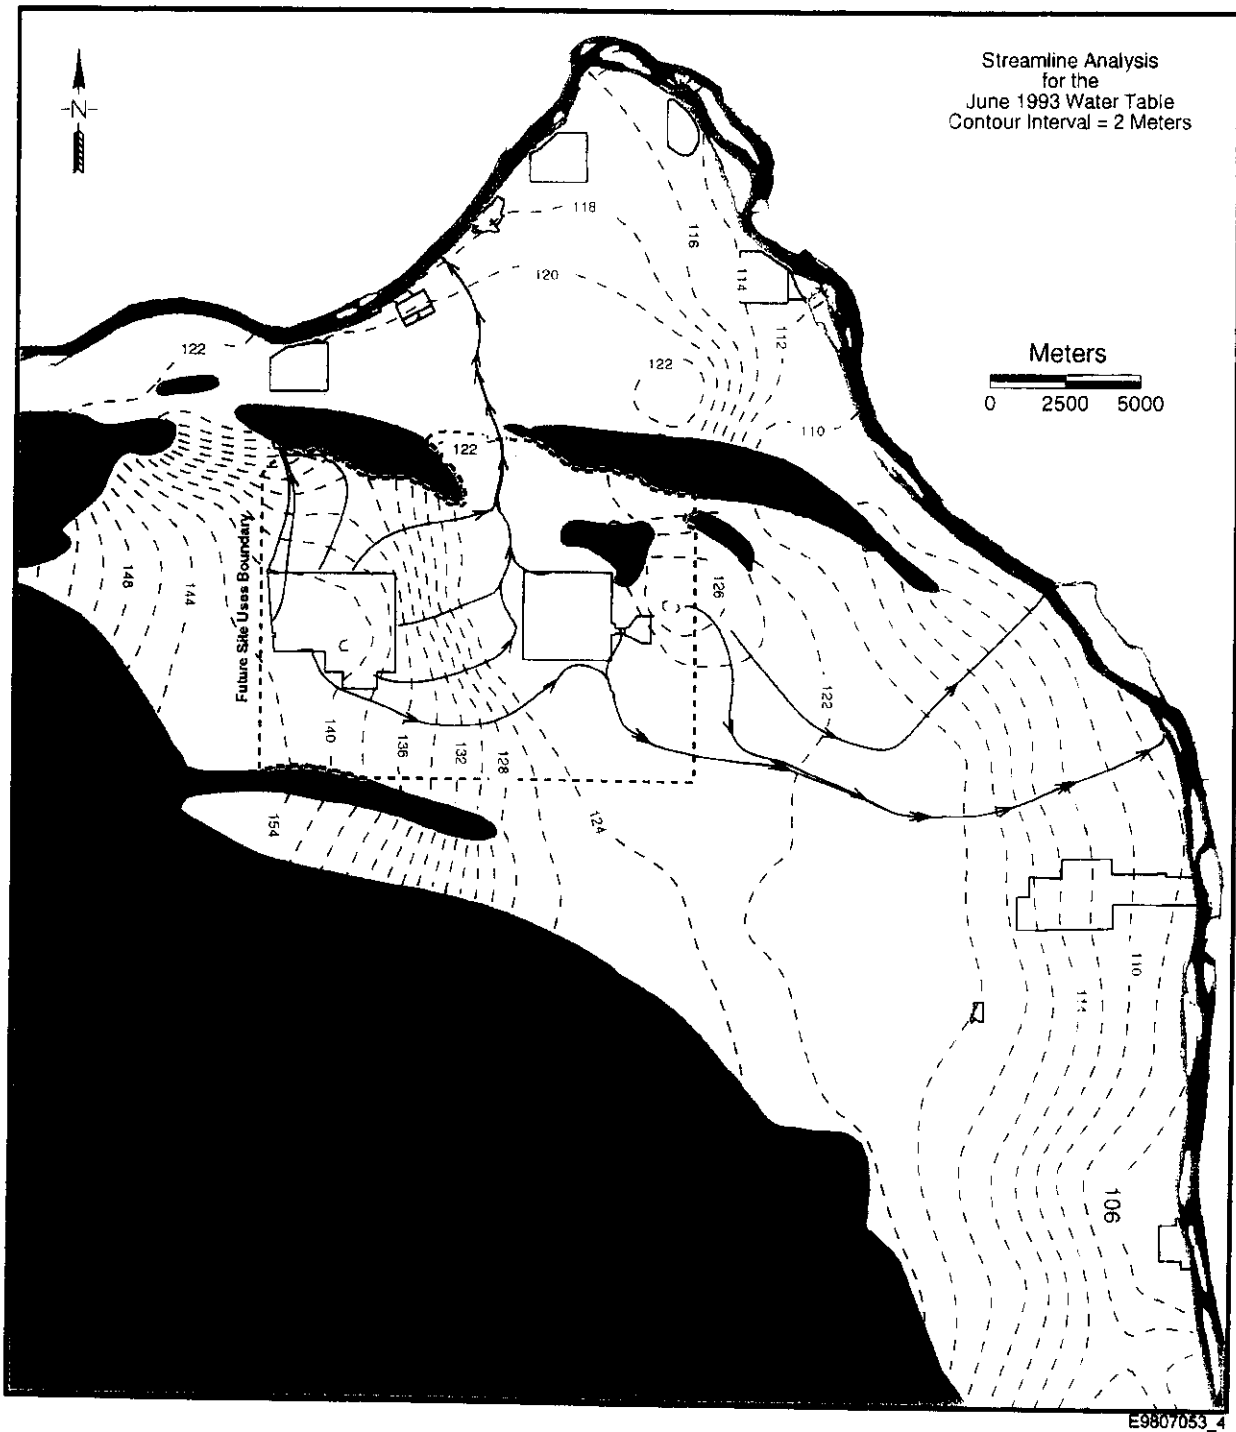 Streamline Analysis
for the
June 1993 Water Table
Contour Interval = 2 Meters
N
118
116
120
114
112
Meters
0 2500 5000
122
122
110
122
Future Site Uses Boundary
148
144
126
122
140
136
132
128
154
124
110
114
106
E9807053_4